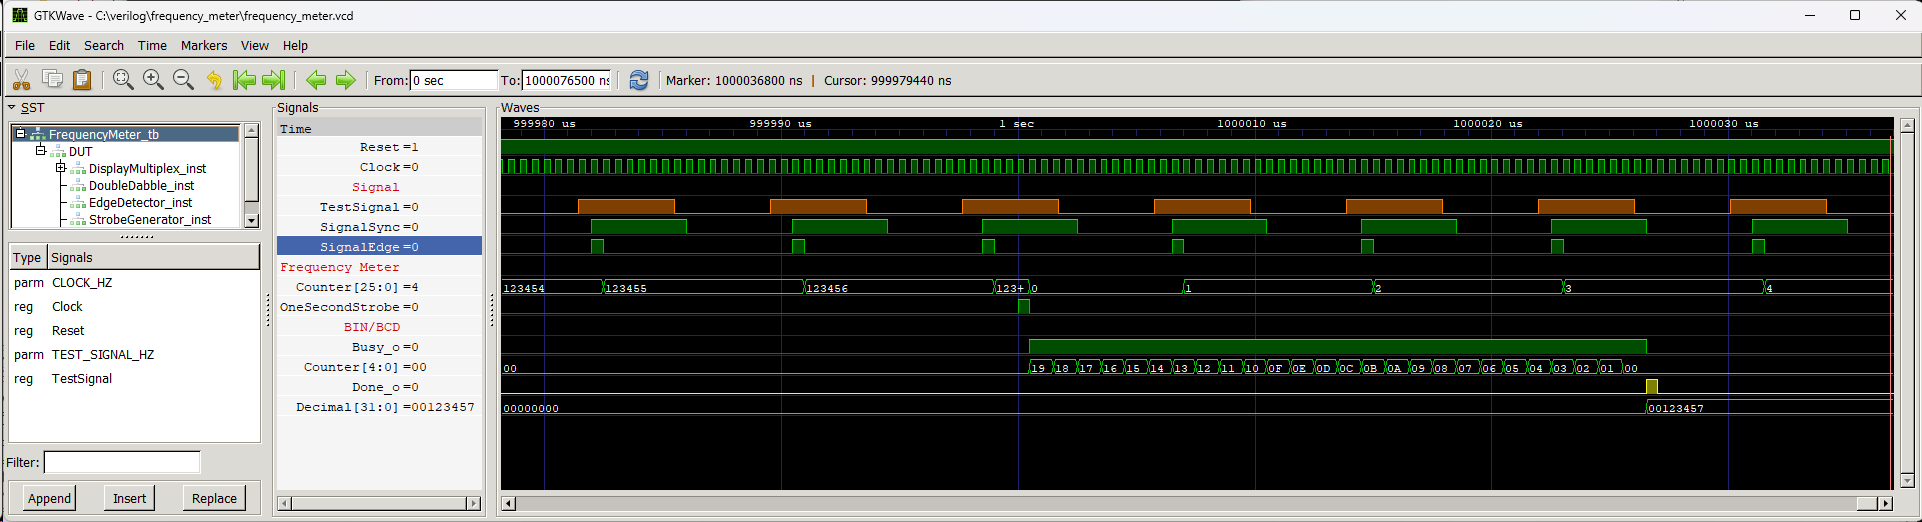 GTKWave - C:\verilog\frequency_meter\frequency_meter.vcd
File Edit Search Time Markers View Help
From: 0 sec To: 1000076500 ns Marker: 1000036800 ns | Cursor: 999979440 ns
SST
FrequencyMeter_tb
DUT
DisplayMultiplex_inst
DoubleDabble_inst
EdgeDetector_inst
StrobeGenerator_inst
Type Signals
parm CLOCK_HZ
reg Clock
reg Reset
parm TEST_SIGNAL_HZ
reg TestSignal
Filter:
Append Insert Replace
Signals
Time
Reset=1
Clock=0
Signal
TestSignal=0
SignalSync=0
SignalEdge=0
Frequency Meter
Counter[25:0]=4
OneSecondStrobe=0
BIN/BCD
Busy_o=0
Counter[4:0]=00
Done_o=0
Decimal[31:0]=00123457
Waves
999980 us 999990 us 1 sec 1000010 us 1000020 us 1000030 us
123454 123455 123456 123+ 0 1 2 3 4
00 19 18 17 16 15 14 13 12 11 10 0F 0E 0D 0C 0B 0A 09 08 07 06 05 04 03 02 01 00
00000000 00123457